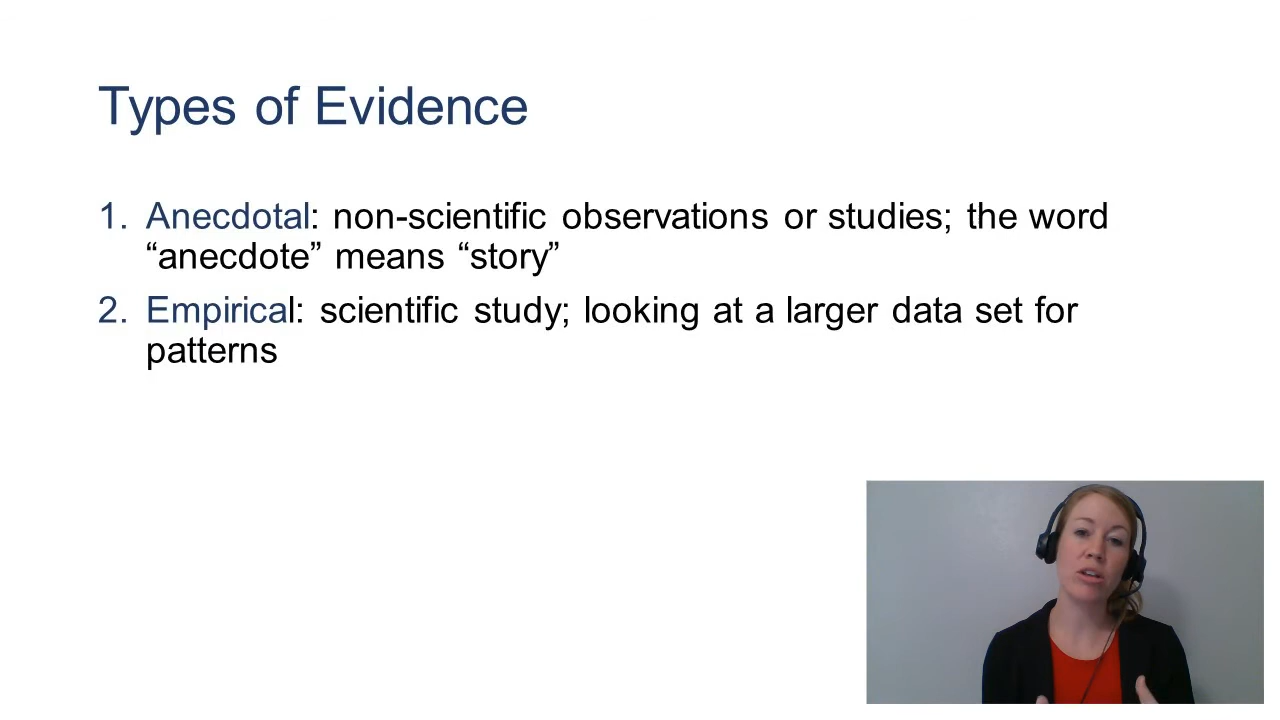 Types of Evidence
1. Anecdotal: non-scientific observations or studies; the word
“anecdote” means “story”
2. Empirical: scientific study; looking at a larger data set for
patterns